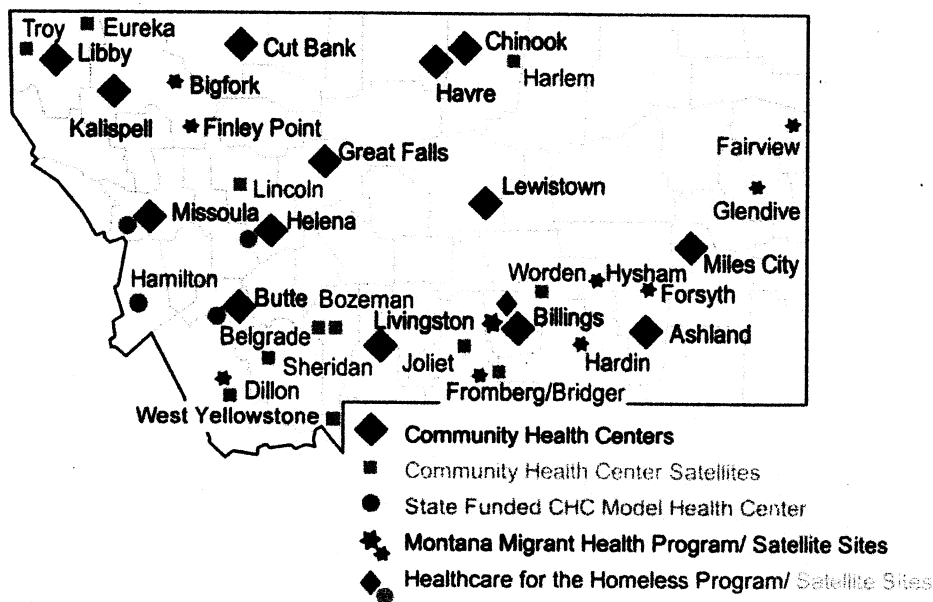 Troy
Eureka
Libby
Cut Bank
Chinook
Harlem
Havre
Bigfork
Kalispell
Finley Point
Fairview
Great Falls
Lincoln
Lewistown
Glendive
Missoula
Helena
Miles City
Hamilton
Worden
Hysham
Forsyth
Butte
Bozeman
Livingston
Billings
Belgrade
Ashland
Sheridan
Joliet
Hardin
Dillon
Fromberg/Bridger
West Yellowstone
Community Health Centers
Community Health Center Satellites
State Funded CHC Model Health Center
Montana Migrant Health Program/ Satellite Sites
Healthcare for the Homeless Program/ Satellite Sites